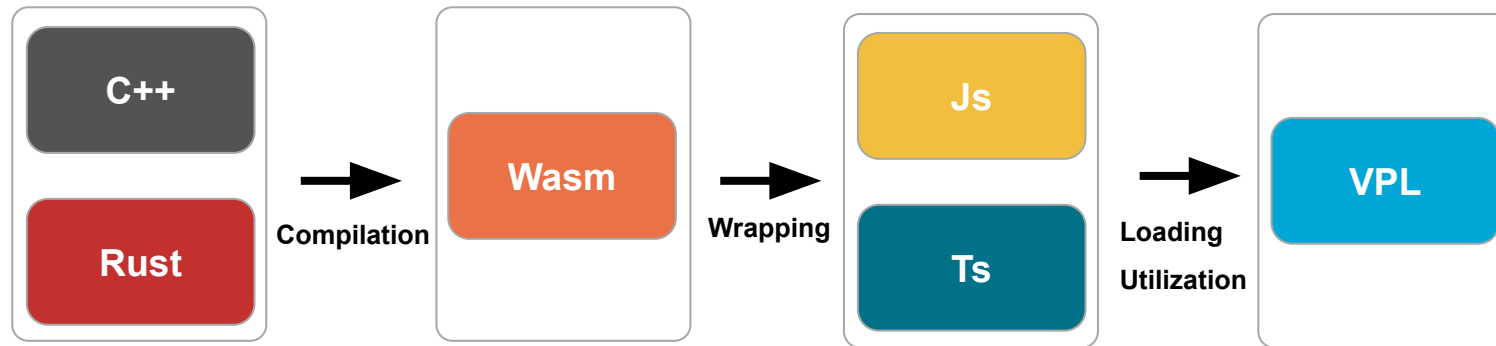 C++
Rust
Compilation
Wasm
Wrapping
Js
Ts
Loading
Utilization
VPL